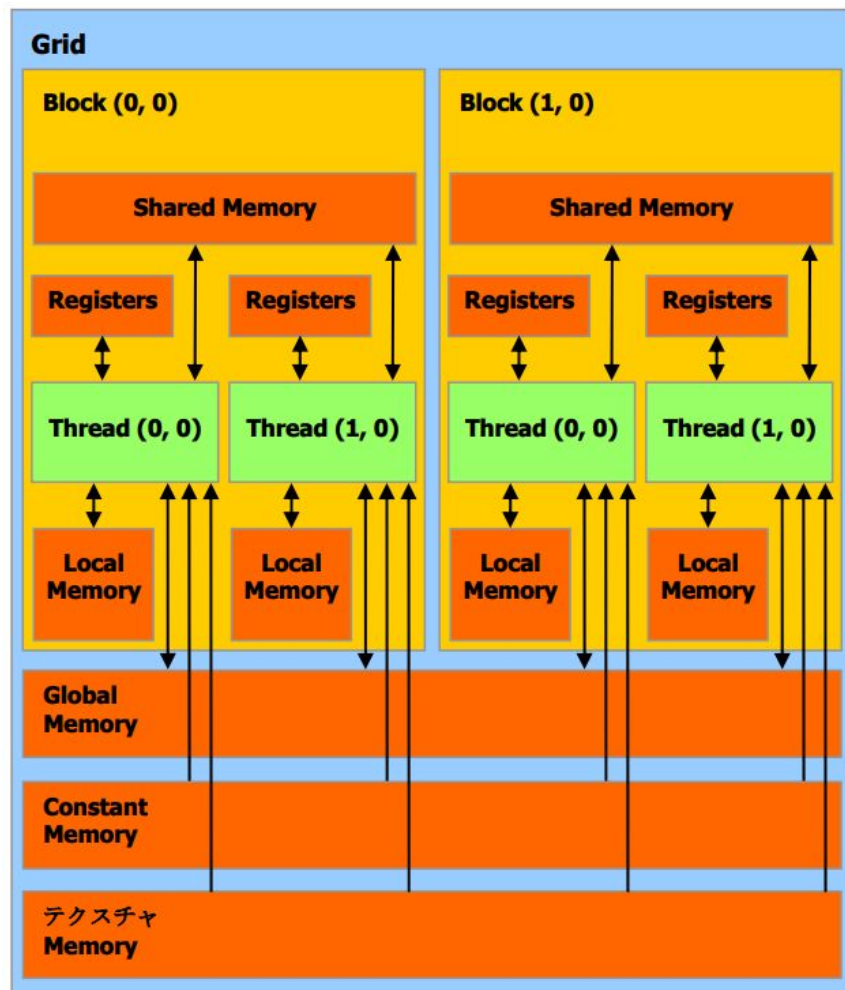 Grid
Block (0, 0)
Shared Memory
Registers
Registers
Thread (0, 0)
Thread (1, 0)
Local
Memory
Local
Memory
Block (1, 0)
Shared Memory
Registers
Registers
Thread (0, 0)
Thread (1, 0)
Local
Memory
Local
Memory
Global
Memory
Constant
Memory
テクスチャ
Memory